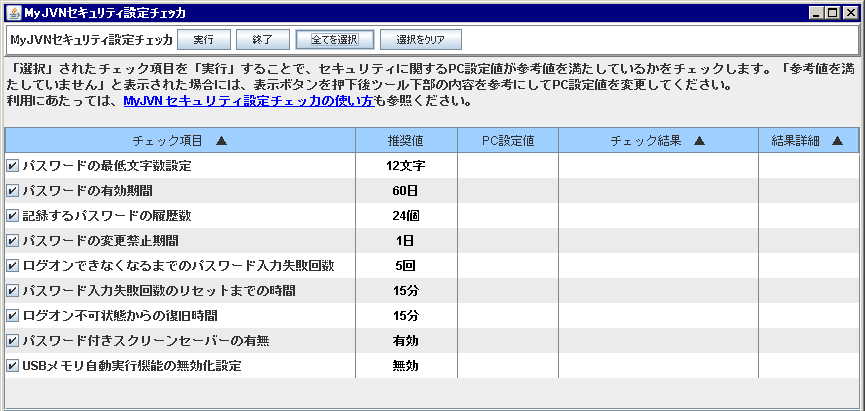 MyJVNセキュリティ設定チェッカ
MyJVNセキュリティ設定チェッカ 実行 終了 全てを選択 選択をクリア
「選択」されたチェック項目を「実行」することで、セキュリティに関するPC設定値が参考値を満たしているかをチェックします。「参考値を満
たしていません」と表示された場合には、表示ボタンを押下後ツール下部の内容を参考にしてPC設定値を変更してください。
利用にあたっては、MyJVN セキュリティ設定チェッカの使い方も参照ください。
チェック項目 ▲ 推奨値 PC設定値 チェック結果 ▲ 結果詳細 ▲
パスワードの最低文字数設定 12文字
パスワードの有効期間 60日
記録するパスワードの履歴数 24個
パスワードの変更禁止期間 1日
ログオンできなくなるまでのパスワード入力失敗回数 5回
パスワード入力失敗回数のリセットまでの時間 15分
ログオン不可状態からの復旧時間 15分
パスワード付きスクリーンセーバーの有無 有効
USBメモリ自動実行機能の無効化設定 無効